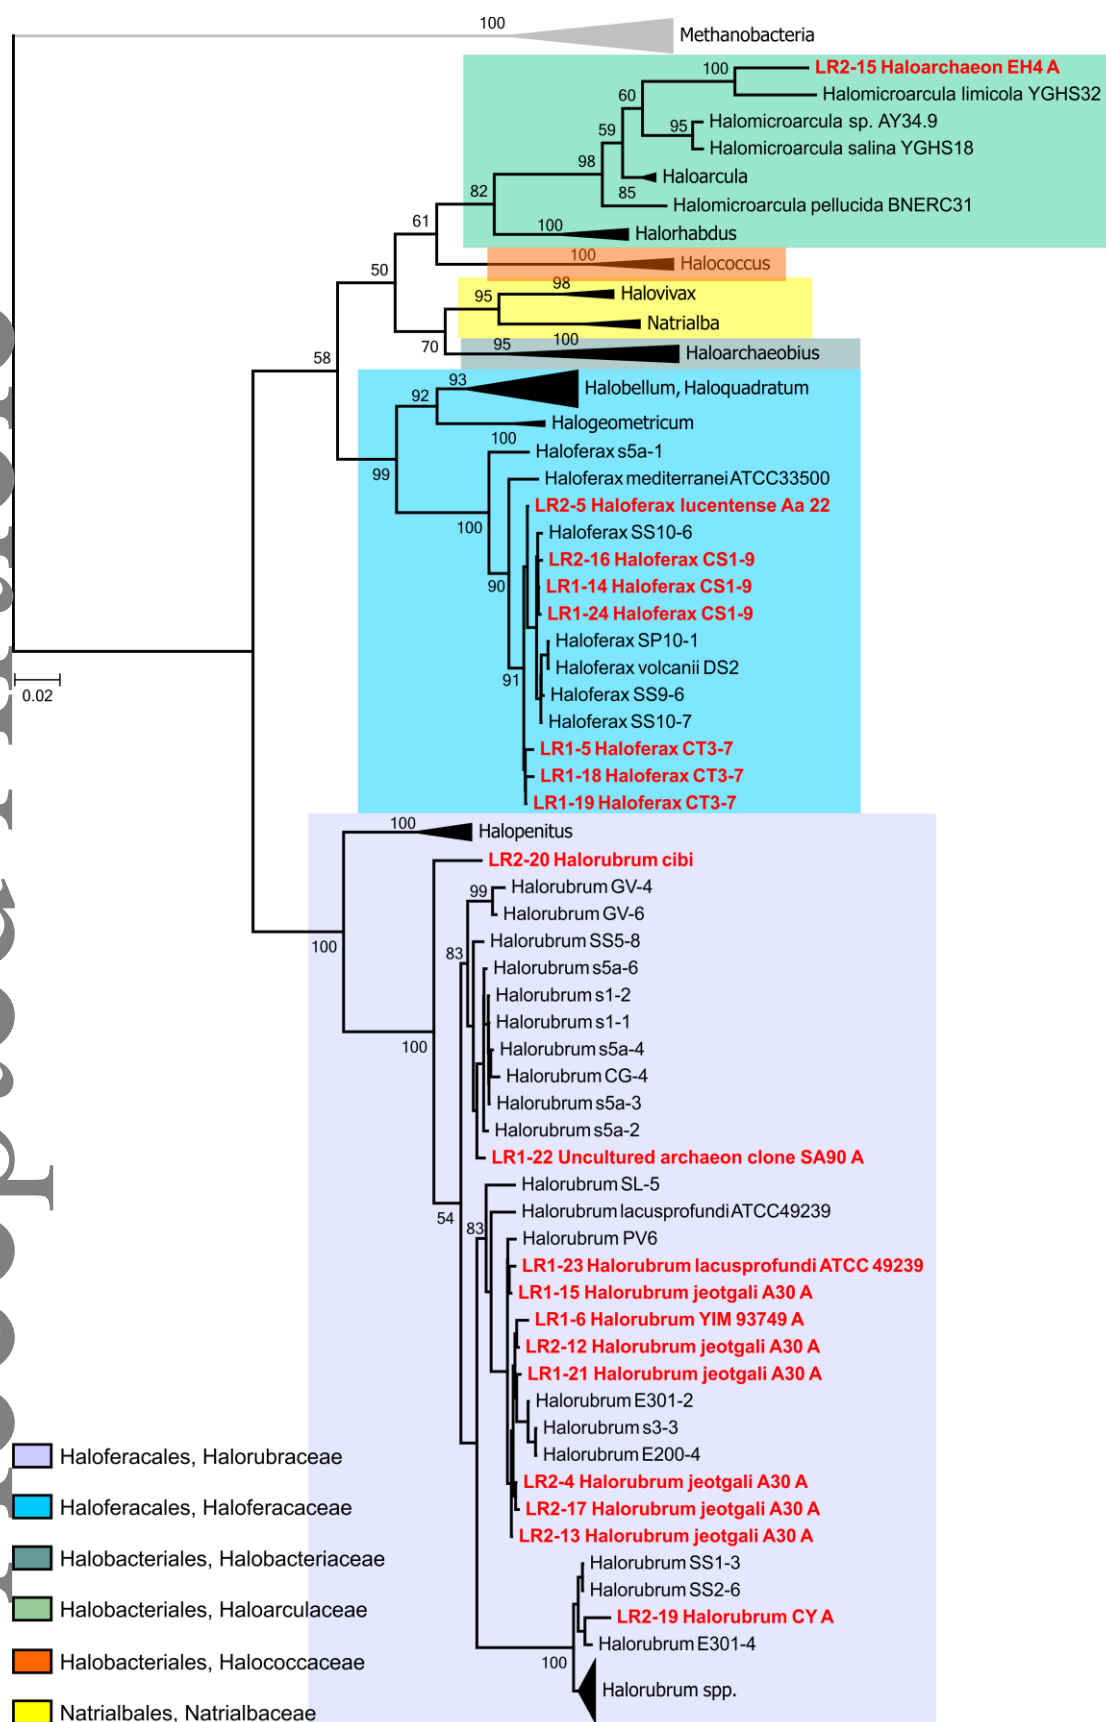 100
Methanobacteria
100
LR2-15 Haloarchaeon EH4 A
Halomicroarcula limicola YGHS32
60
Halomicroarcula sp. AY34.9
95
59
Halomicroarcula salina YGHS18
98
Haloarcula
85
82
Halomicroarcula pellucida BNERC31
61
100
Halorhabdus
100
Halococcus
50
98
95
Halovivax
Natrialba
70
100
95
Haloarchaeobius
58
93
92
Halobellum, Haloquadratum
Halogeometricum
100
Haloferax s5a-1
99
Haloferax mediterranei ATCC33500
LR2-5 Haloferax lucentense Aa 22
100
Haloferax SS10-6
LR2-16 Haloferax CS1-9
90
LR1-14 Haloferax CS1-9
LR1-24 Haloferax CS1-9
Haloferax SP10-1
Haloferax volcanii DS2
91
Haloferax SS9-6
0.02
Haloferax SS10-7
LR1-5 Haloferax CT3-7
LR1-18 Haloferax CT3-7
LR1-19 Haloferax CT3-7
100
Halopenitus
LR2-20 Halorubrum cibi
99
Halorubrum GV-4
Halorubrum GV-6
100
83
Halorubrum SS5-8
Halorubrum s5a-6
Halorubrum s1-2
Halorubrum s1-1
100
Halorubrum s5a-4
Halorubrum CG-4
Halorubrum s5a-3
Halorubrum s5a-2
LR1-22 Uncultured archaeon clone SA90 A
Halorubrum SL-5
54
83
Halorubrum lacusprofundi ATCC49239
Halorubrum PV6
LR1-23 Halorubrum lacusprofundi ATCC 49239
LR1-15 Halorubrum jeotgali A30 A
LR1-6 Halorubrum YIM 93749 A
LR2-12 Halorubrum jeotgali A30 A
LR1-21 Halorubrum jeotgali A30 A
Halorubrum E301-2
Halorubrum s3-3
Halorubrum E200-4
LR2-4 Halorubrum jeotgali A30 A
LR2-17 Halorubrum jeotgali A30 A
LR2-13 Halorubrum jeotgali A30 A
Halorubrum SS1-3
Halorubrum SS2-6
LR2-19 Halorubrum CY A
Halorubrum E301-4
100
Halorubrum spp.
Haloferacales, Halorubraceae
Haloferacales, Haloferacaceae
Halobacteriales, Halobacteriaceae
Halobacteriales, Haloarculaceae
Halobacteriales, Halococcaceae
Natrialbales, Natrialbaceae